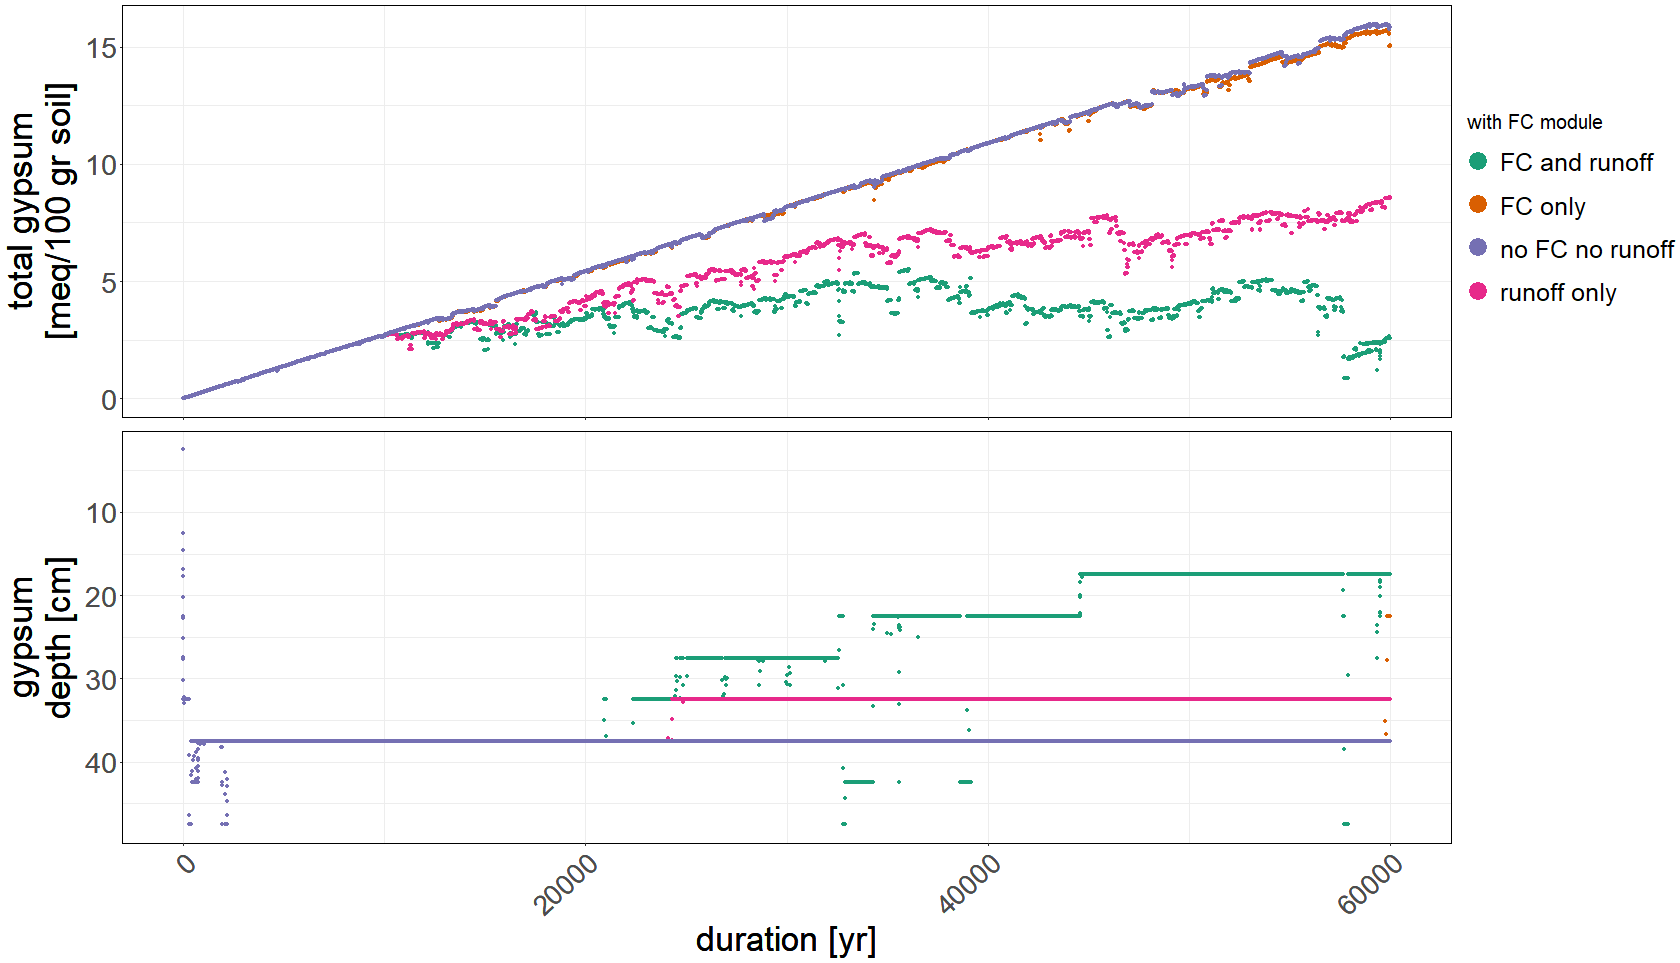 total gypsum
[meq/100 gr soil]
15
10
5
0
gypsum
depth [cm]
10
20
30
40
0
20000
40000
60000
duration [yr]
with FC module
FC and runoff
FC only
no FC no runoff
runoff only